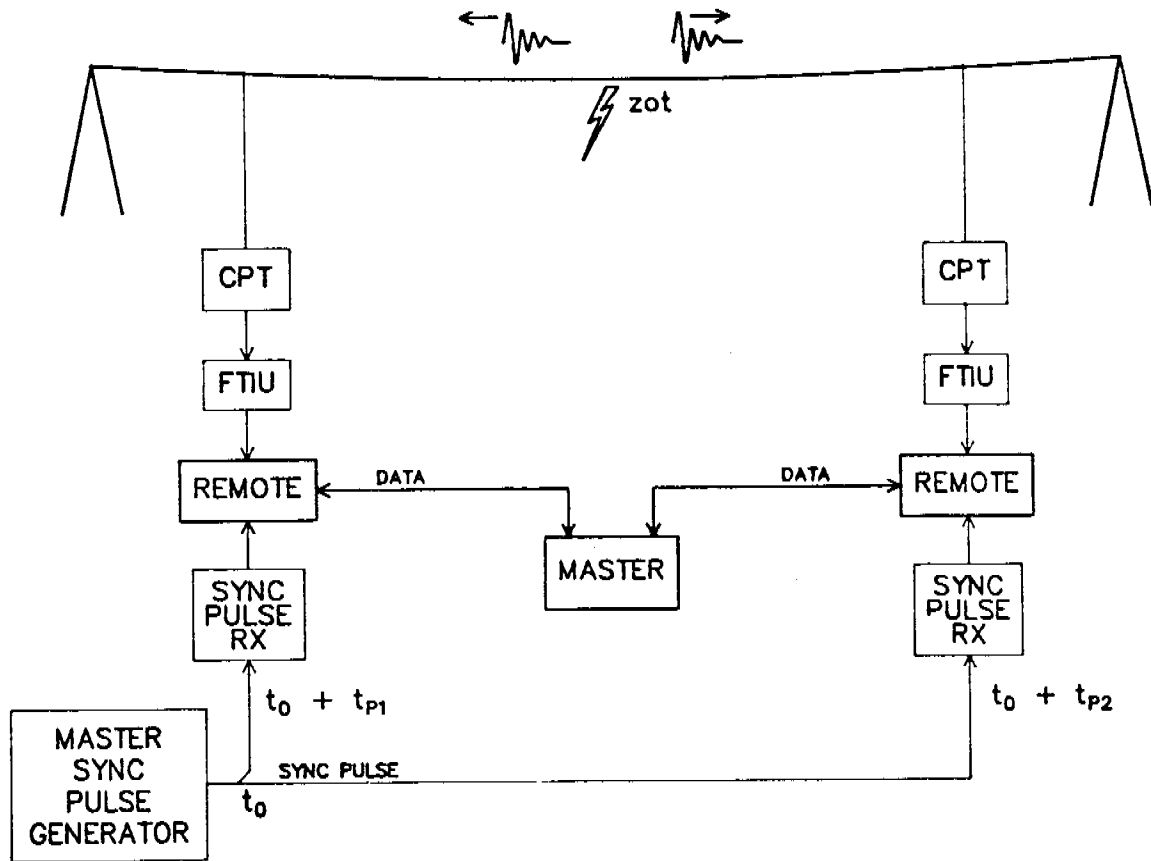 zot
CPT
CPT
FTIU
FTIU
REMOTE
DATA
DATA
REMOTE
MASTER
SYNC
PULSE
RX
SYNC
PULSE
RX
t₀ + tP1
t₀ + tP2
MASTER
SYNC
PULSE
GENERATOR
SYNC PULSE
t₀